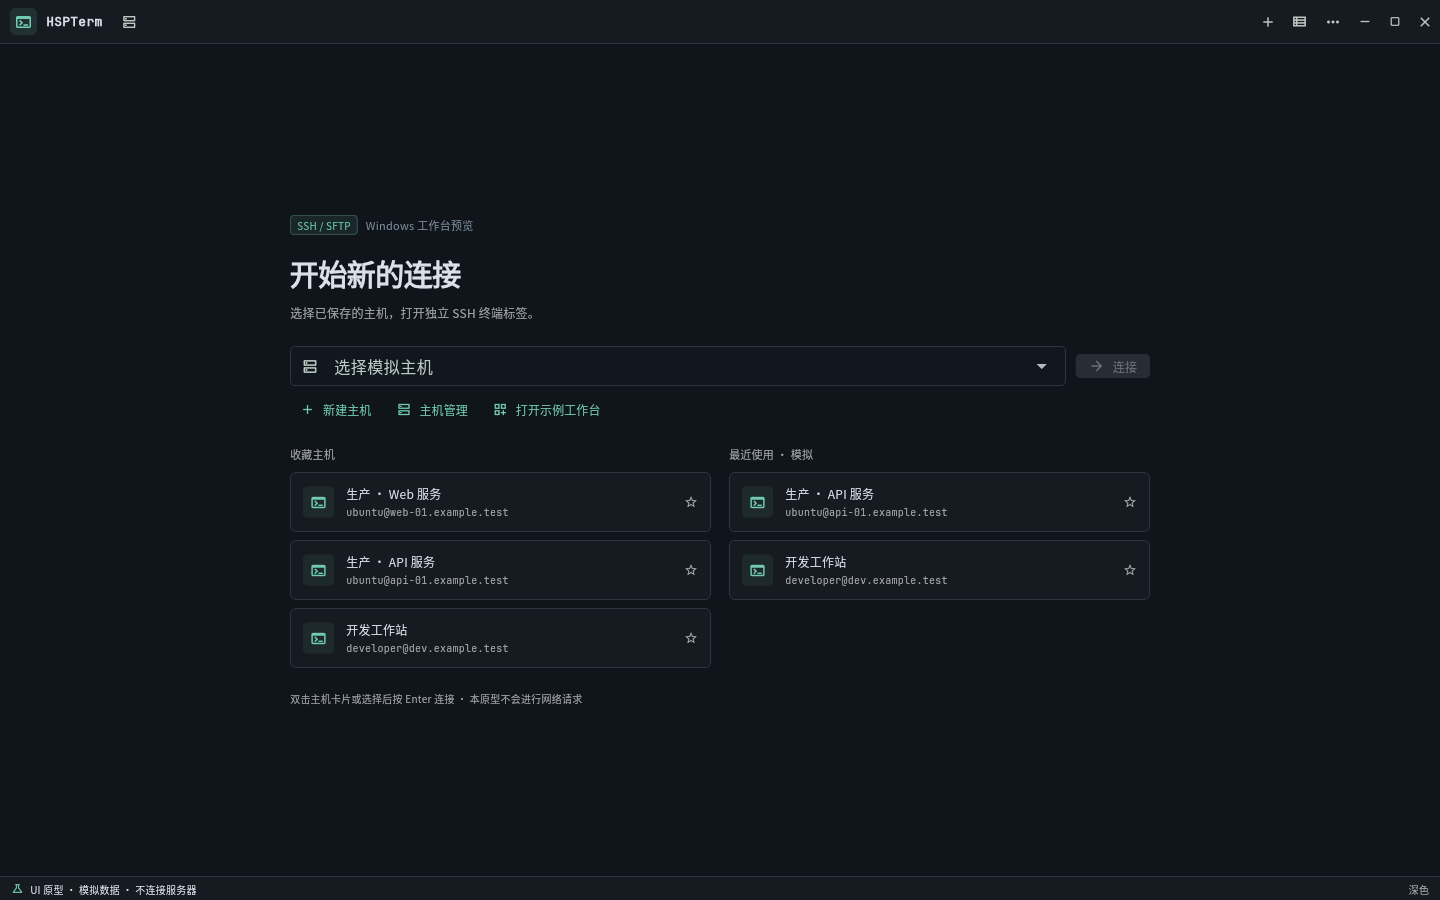 HSPTerm
SSH / SFTP Windows 工作台预览
开始新的连接
选择已保存的主机，打开独立 SSH 终端标签。
选择模拟主机
连接
新建主机 主机管理 打开示例工作台
收藏主机
生产 · Web 服务
ubuntu@web-01.example.test
生产 · API 服务
ubuntu@api-01.example.test
开发工作站
developer@dev.example.test
最近使用 · 模拟
生产 · API 服务
ubuntu@api-01.example.test
开发工作站
developer@dev.example.test
双击主机卡片或选择后按 Enter 连接 · 本原型不会进行网络请求
UI 原型 · 模拟数据 · 不连接服务器
深色